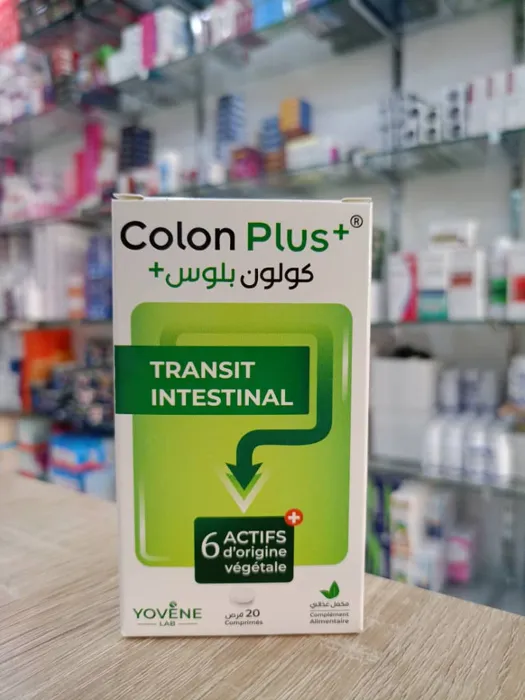 Colon Plus+®
كولون بلوس+
TRANSIT
INTESTINAL
6 ACTIFS
d'origine
végétale
YOVENE
LAB
20 قرص
Comprimés
مكمل غذائي
Complément
Alimentaire